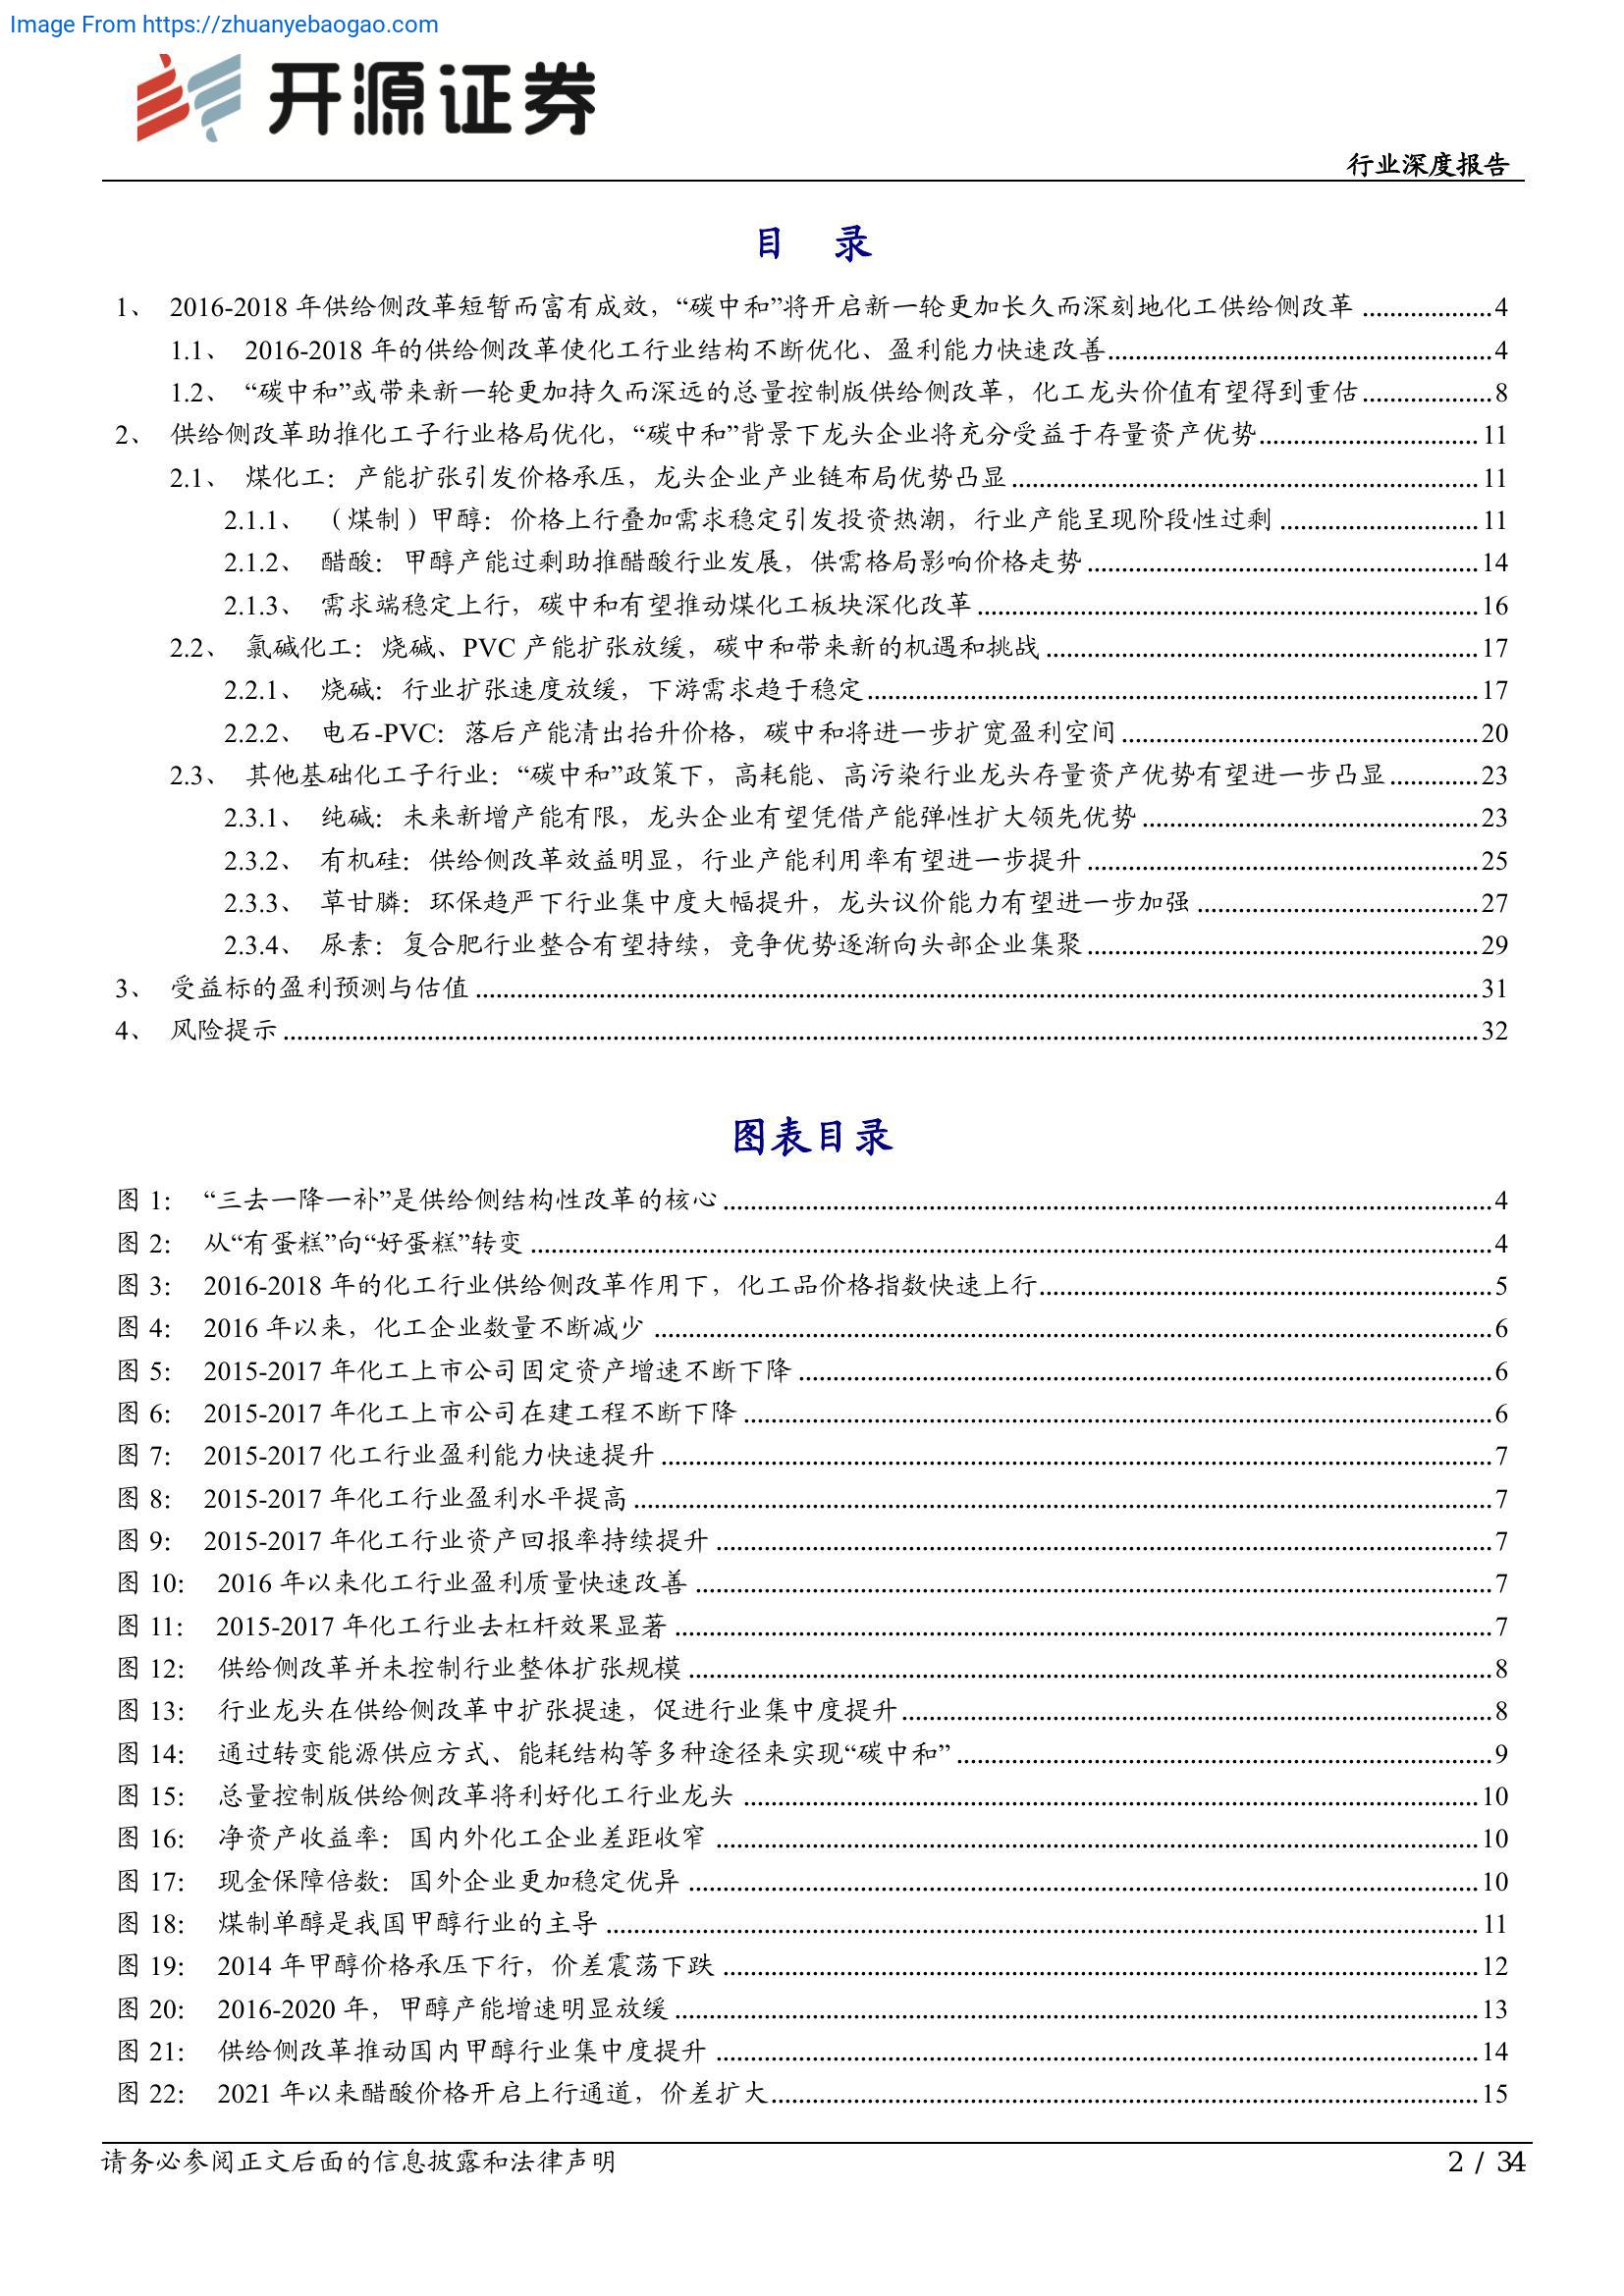 Image From https://zhuanyebaogao.com
开源证券
行业深度报告
目 录
1、 2016-2018 年供给侧改革短暂而富有成效，“碳中和”将开启新一轮更加长久而深刻地化工供给侧改革 ...................4
1.1、 2016-2018 年的供给侧改革使化工行业结构不断优化、盈利能力快速改善.........................................................4
1.2、 “碳中和”或带来新一轮更加持久而深远的总量控制版供给侧改革，化工龙头价值有望得到重估...................8
2、 供给侧改革助推化工子行业格局优化，“碳中和”背景下龙头企业将充分受益于存量资产优势................................11
2.1、 煤化工：产能扩张引发价格承压，龙头企业产业链布局优势凸显.....................................................................11
2.1.1、 （煤制）甲醇：价格上行叠加需求稳定引发投资热潮，行业产能呈现阶段性过剩.............................11
2.1.2、 醋酸：甲醇产能过剩助推醋酸行业发展，供需格局影响价格走势..........................................................14
2.1.3、 需求端稳定上行，碳中和有望推动煤化工板块深化改革..........................................................................16
2.2、 氯碱化工：烧碱、PVC 产能扩张放缓，碳中和带来新的机遇和挑战................................................................17
2.2.1、 烧碱：行业扩张速度放缓，下游需求趋于稳定..........................................................................................17
2.2.2、 电石-PVC：落后产能清出抬升价格，碳中和将进一步扩宽盈利空间.....................................................20
2.3、 其他基础化工子行业：“碳中和”政策下，高耗能、高污染行业龙头存量资产优势有望进一步凸显.............23
2.3.1、 纯碱：未来新增产能有限，龙头企业有望凭借产能弹性扩大领先优势..................................................23
2.3.2、 有机硅：供给侧改革效益明显，行业产能利用率有望进一步提升..........................................................25
2.3.3、 草甘膦：环保趋严下行业集中度大幅提升，龙头议价能力有望进一步加强..........................................27
2.3.4、 尿素：复合肥行业整合有望持续，竞争优势逐渐向头部企业集聚..........................................................29
3、 受益标的盈利预测与估值....................................................................................................................................31
4、 风险提示................................................................................................................................................................32
图表目录
图 1： “三去一降一补”是供给侧结构性改革的核心..................................................................................................4
图 2： 从“有蛋糕”向“好蛋糕”转变..............................................................................................................................4
图 3： 2016-2018 年的化工行业供给侧改革作用下，化工品价格指数快速上行...................................................................5
图 4： 2016 年以来，化工企业数量不断减少............................................................................................................6
图 5： 2015-2017 年化工上市公司固定资产增速不断下降.......................................................................................................6
图 6： 2015-2017 年化工上市公司在建工程不断下降...............................................................................................................6
图 7： 2015-2017 化工行业盈利能力快速提升...........................................................................................................................7
图 8： 2015-2017 年化工行业盈利水平提高...............................................................................................................................7
图 9： 2015-2017 年化工行业资产回报率持续提升...................................................................................................................7
图 10： 2016 年以来化工行业盈利质量快速改善......................................................................................................................7
图 11： 2015-2017 年化工行业去杠杆效果显著.........................................................................................................................7
图 12： 供给侧改革并未控制行业整体扩张规模.......................................................................................................................8
图 13： 行业龙头在供给侧改革中扩张提速，促进行业集中度提升.......................................................................................8
图 14： 通过转变能源供应方式、能耗结构等多种途径来实现“碳中和”...............................................................................9
图 15： 总量控制版供给侧改革将利好化工行业龙头.............................................................................................................10
图 16： 净资产收益率：国内外化工企业差距收窄.................................................................................................................10
图 17： 现金保障倍数：国外企业更加稳定优异.....................................................................................................................10
图 18： 煤制单醇是我国甲醇行业的主导.................................................................................................................................11
图 19： 2014 年甲醇价格承压下行，价差震荡下跌................................................................................................................12
图 20： 2016-2020 年，甲醇产能增速明显放缓.......................................................................................................................13
图 21： 供给侧改革推动国内甲醇行业集中度提升.................................................................................................................14
图 22： 2021 年以来醋酸价格开启上行通道，价差扩大.........................................................................................................15
请务必参阅正文后面的信息披露和法律声明
2 / 34